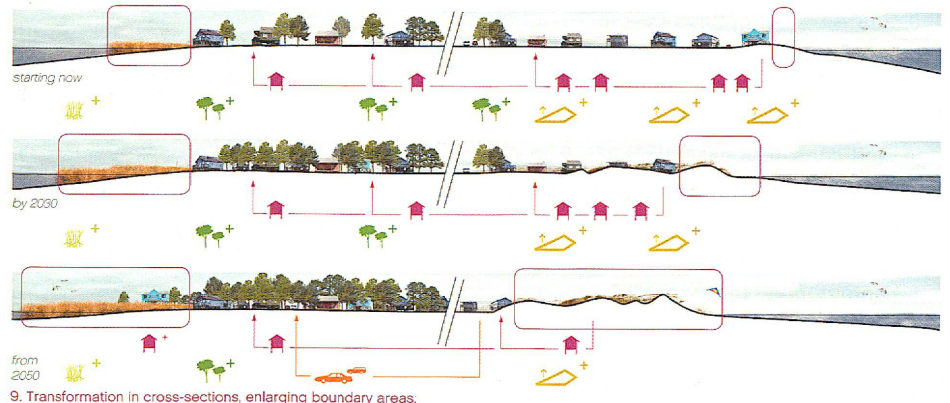 starting now
by 2030
from
2050
9. Transformation in cross-sections, enlarging boundary areas.